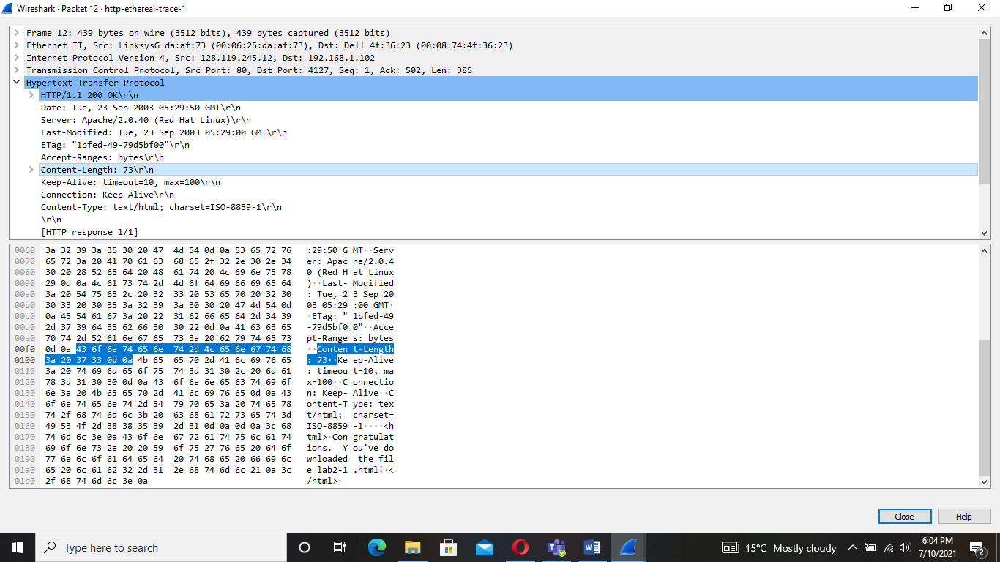 Wireshark · Packet 12 · http-ethereal-trace-1
Frame 12: 439 bytes on wire (3512 bits), 439 bytes captured (3512 bits)
Ethernet II, Src: LinksysG_da:af:73 (00:06:25:da:af:73), Dst: Dell_4f:36:23 (00:08:74:4f:36:23)
Internet Protocol Version 4, Src: 128.119.245.12, Dst: 192.168.1.102
Transmission Control Protocol, Src Port: 80, Dst Port: 4127, Seq: 1, Ack: 502, Len: 385
Hypertext Transfer Protocol
HTTP/1.1 200 OK\r\n
Date: Tue, 23 Sep 2003 05:29:50 GMT\r\n
Server: Apache/2.0.40 (Red Hat Linux)\r\n
Last-Modified: Tue, 23 Sep 2003 05:29:00 GMT\r\n
ETag: "1bfed-49-79d5bf00"\r\n
Accept-Ranges: bytes\r\n
Content-Length: 73\r\n
Keep-Alive: timeout=10, max=100\r\n
Connection: Keep-Alive\r\n
Content-Type: text/html; charset=ISO-8859-1\r\n
\r\n
[HTTP response 1/1]
0060 3a 32 39 3a 35 30 20 47 4d 54 0d 0a 53 65 72 76 :29:50 G MT··Serv
0070 65 72 3a 20 41 70 61 63 68 65 2f 32 2e 30 2e 34 er: Apac he/2.0.4
0080 30 20 28 52 65 64 20 48 61 74 20 4c 69 6e 75 78 0 (Red H at Linux
0090 29 0d 0a 4c 61 73 74 2d 4d 6f 64 69 66 69 65 64 )··Last- Modified
00a0 3a 20 54 75 65 2c 20 32 33 20 53 65 70 20 32 30 : Tue, 2 3 Sep 20
00b0 30 33 20 30 35 3a 32 39 3a 30 30 20 47 4d 54 0d 03 05:29 :00 GMT·
00c0 0a 45 54 61 67 3a 20 22 31 62 66 65 64 2d 34 39 ·ETag: " 1bfed-49
00d0 2d 37 39 64 35 62 66 30 30 22 0d 0a 41 63 63 65 -79d5bf0 0"··Acce
00e0 70 74 2d 52 61 6e 67 65 73 3a 20 62 79 74 65 73 pt-Range s: bytes
00f0 0d 0a 43 6f 6e 74 65 6e 74 2d 4c 65 6e 67 74 68 ··Conten t-Length
0100 3a 20 37 33 0d 0a 4b 65 65 70 2d 41 6c 69 76 65 : 73··Ke ep-Alive
0110 3a 20 74 69 6d 65 6f 75 74 3d 31 30 2c 20 6d 61 : timeou t=10, ma
0120 78 3d 31 30 30 0d 0a 43 6f 6e 6e 65 63 74 69 6f x=100··C onnectio
0130 6e 3a 20 4b 65 65 70 2d 41 6c 69 76 65 0d 0a 43 n: Keep- Alive··C
0140 6f 6e 74 65 6e 74 2d 54 79 70 65 3a 20 74 65 78 ontent-T ype: tex
0150 74 2f 68 74 6d 6c 3b 20 63 68 61 72 73 65 74 3d t/html; charset=
0160 49 53 4f 2d 38 38 35 39 2d 31 0d 0a 0d 0a 3c 68 ISO-8859 -1····<h
0170 74 6d 6c 3e 0a 43 6f 6e 67 72 61 74 75 6c 61 74 tml>·Con gratulat
0180 69 6f 6e 73 2e 20 20 59 6f 75 27 76 65 20 64 6f ions.  Y ou've do
0190 77 6e 6c 6f 61 64 65 64 20 74 68 65 20 66 69 6c wnloaded  the fil
01a0 65 20 6c 61 62 32 2d 31 2e 68 74 6d 6c 21 0a 3c e lab2-1 .html!·<
01b0 2f 68 74 6d 6c 3e 0a /html>·
Close Help
Type here to search
15°C Mostly cloudy
6:04 PM
7/10/2021
2